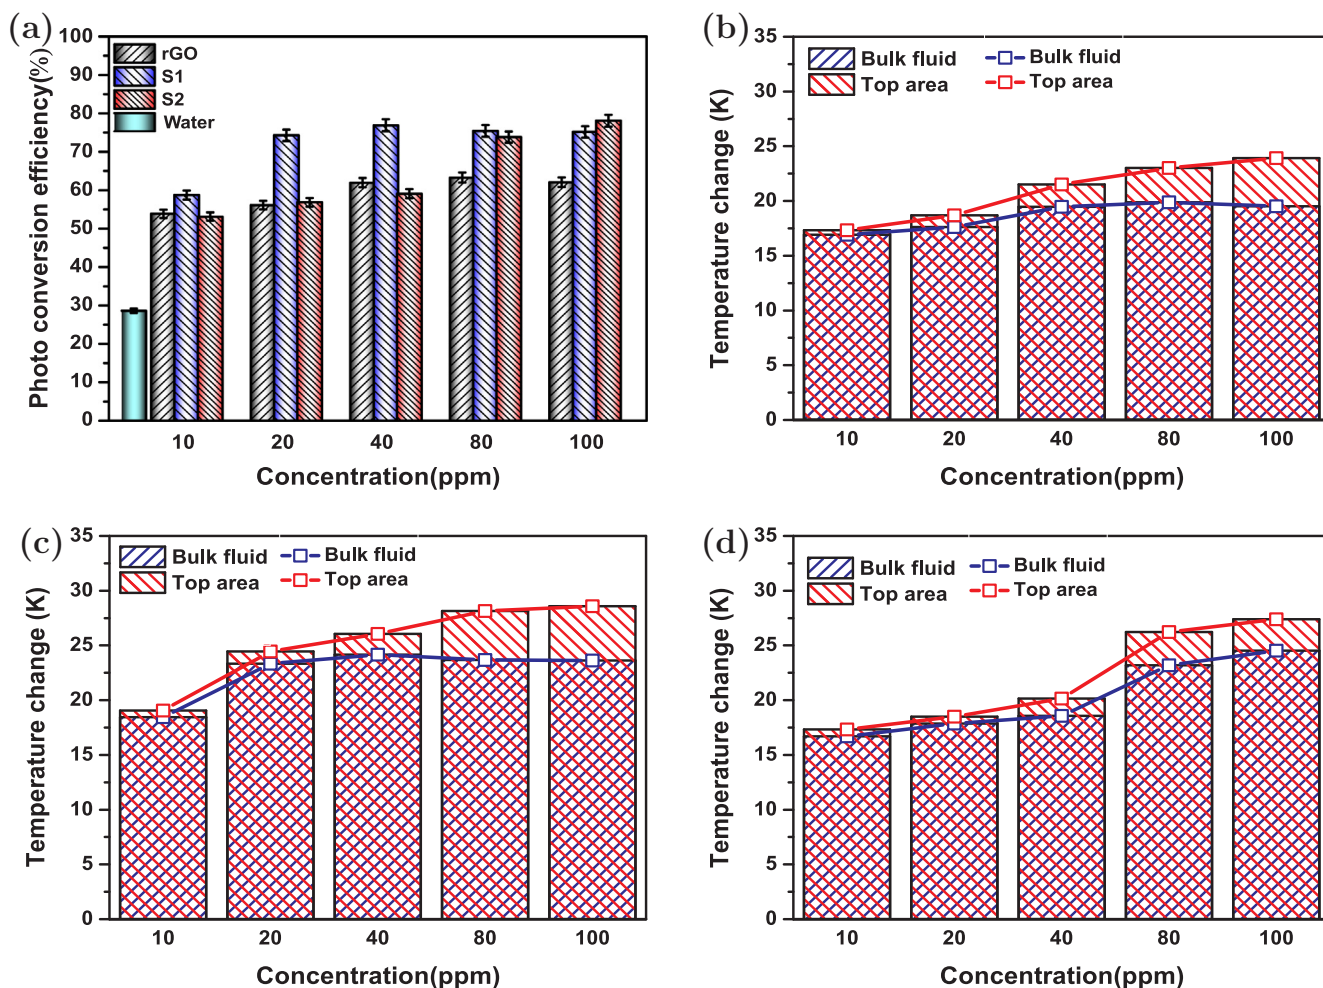 (a)
100
90
80
70
60
50
40
30
20
10
0
Photo conversion efficiency(%)
rGO
S1
S2
Water
10 20 40 80 100
Concentration(ppm)
(b)
35
30
25
20
15
10
5
0
Temperature change (K)
Bulk fluid Bulk fluid
Top area Top area
10 20 40 80 100
Concentration(ppm)
(c)
35
30
25
20
15
10
5
0
Temperature change (K)
Bulk fluid Bulk fluid
Top area Top area
10 20 40 80 100
Concentration(ppm)
(d)
35
30
25
20
15
10
5
0
Temperature change (K)
Bulk fluid Bulk fluid
Top area Top area
10 20 40 80 100
Concentration(ppm)